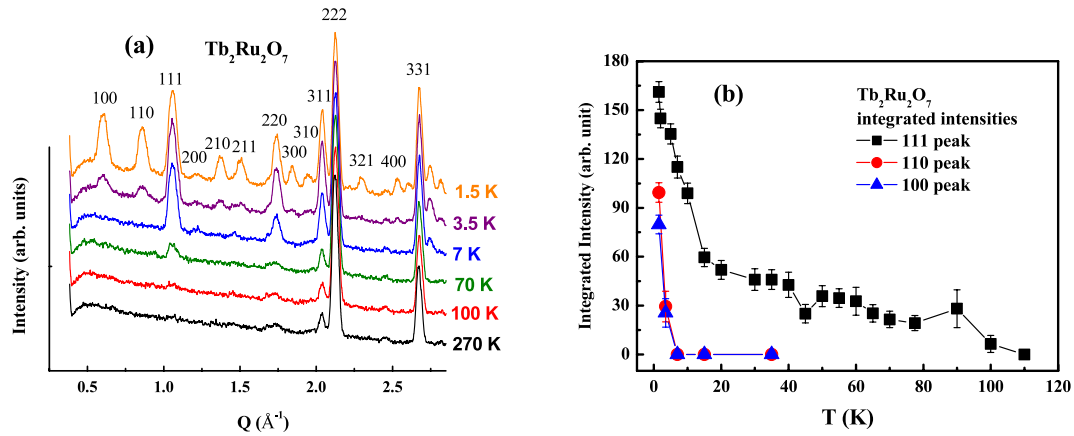 (a)
Tb₂Ru₂O₇
222
331
111
100
110
311
220
310
210
211
300
200
321
400
1.5 K
3.5 K
7 K
70 K
100 K
270 K
Intensity (arb. units)
0.5 1.0 1.5 2.0 2.5
Q (Å⁻¹)
(b)
Tb₂Ru₂O₇
integrated intensities
111 peak
110 peak
100 peak
180
150
120
90
60
30
0
Integrated Intensity (arb. unit)
0 20 40 60 80 100 120
T (K)